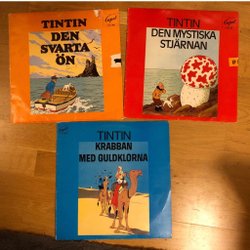 TINTIN
DEN
SVARTA
ÖN
TINTIN
DEN MYSTISKA
STJÄRNAN
TINTIN
KRABBAN
MED GULDKLORNA